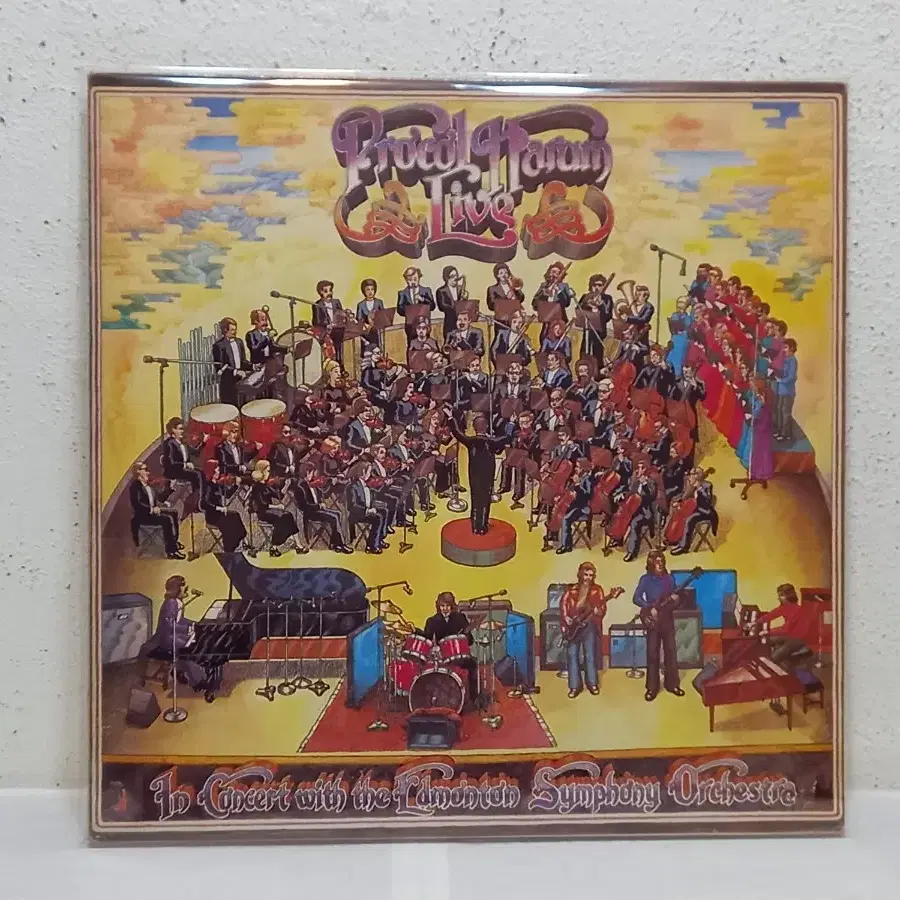 Procol Harum
Live
In Concert with the Edmonton Symphony Orchestra